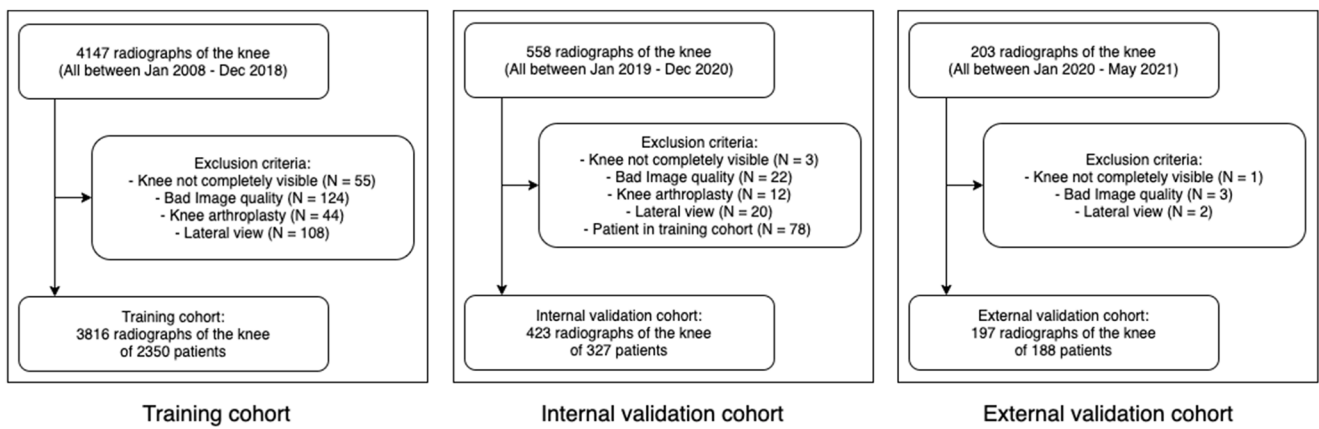 4147 radiographs of the knee
(All between Jan 2008 - Dec 2018)
Exclusion criteria:
- Knee not completely visible (N = 55)
- Bad Image quality (N = 124)
- Knee arthroplasty (N = 44)
- Lateral view (N = 108)
Training cohort:
3816 radiographs of the knee
of 2350 patients
Training cohort
558 radiographs of the knee
(All between Jan 2019 - Dec 2020)
Exclusion criteria:
- Knee not completely visible (N = 3)
- Bad Image quality (N = 22)
- Knee arthroplasty (N = 12)
- Lateral view (N = 20)
- Patient in training cohort (N = 78)
Internal validation cohort:
423 radiographs of the knee
of 327 patients
Internal validation cohort
203 radiographs of the knee
(All between Jan 2020 - May 2021)
Exclusion criteria:
- Knee not completely visible (N = 1)
- Bad Image quality (N = 3)
- Lateral view (N = 2)
External validation cohort:
197 radiographs of the knee
of 188 patients
External validation cohort